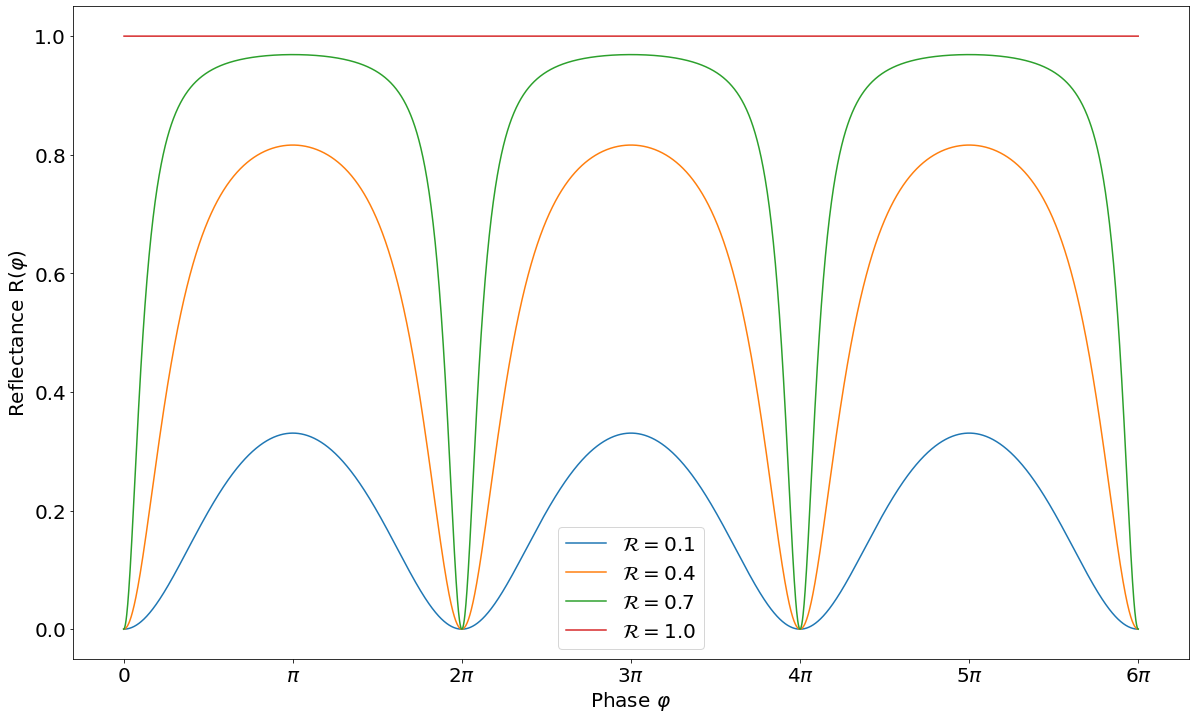 1.0
0.8
0.6
0.4
0.2
0.0
Reflectance R(φ)
ℛ = 0.1
ℛ = 0.4
ℛ = 0.7
ℛ = 1.0
0 π 2π 3π 4π 5π 6π
Phase φ